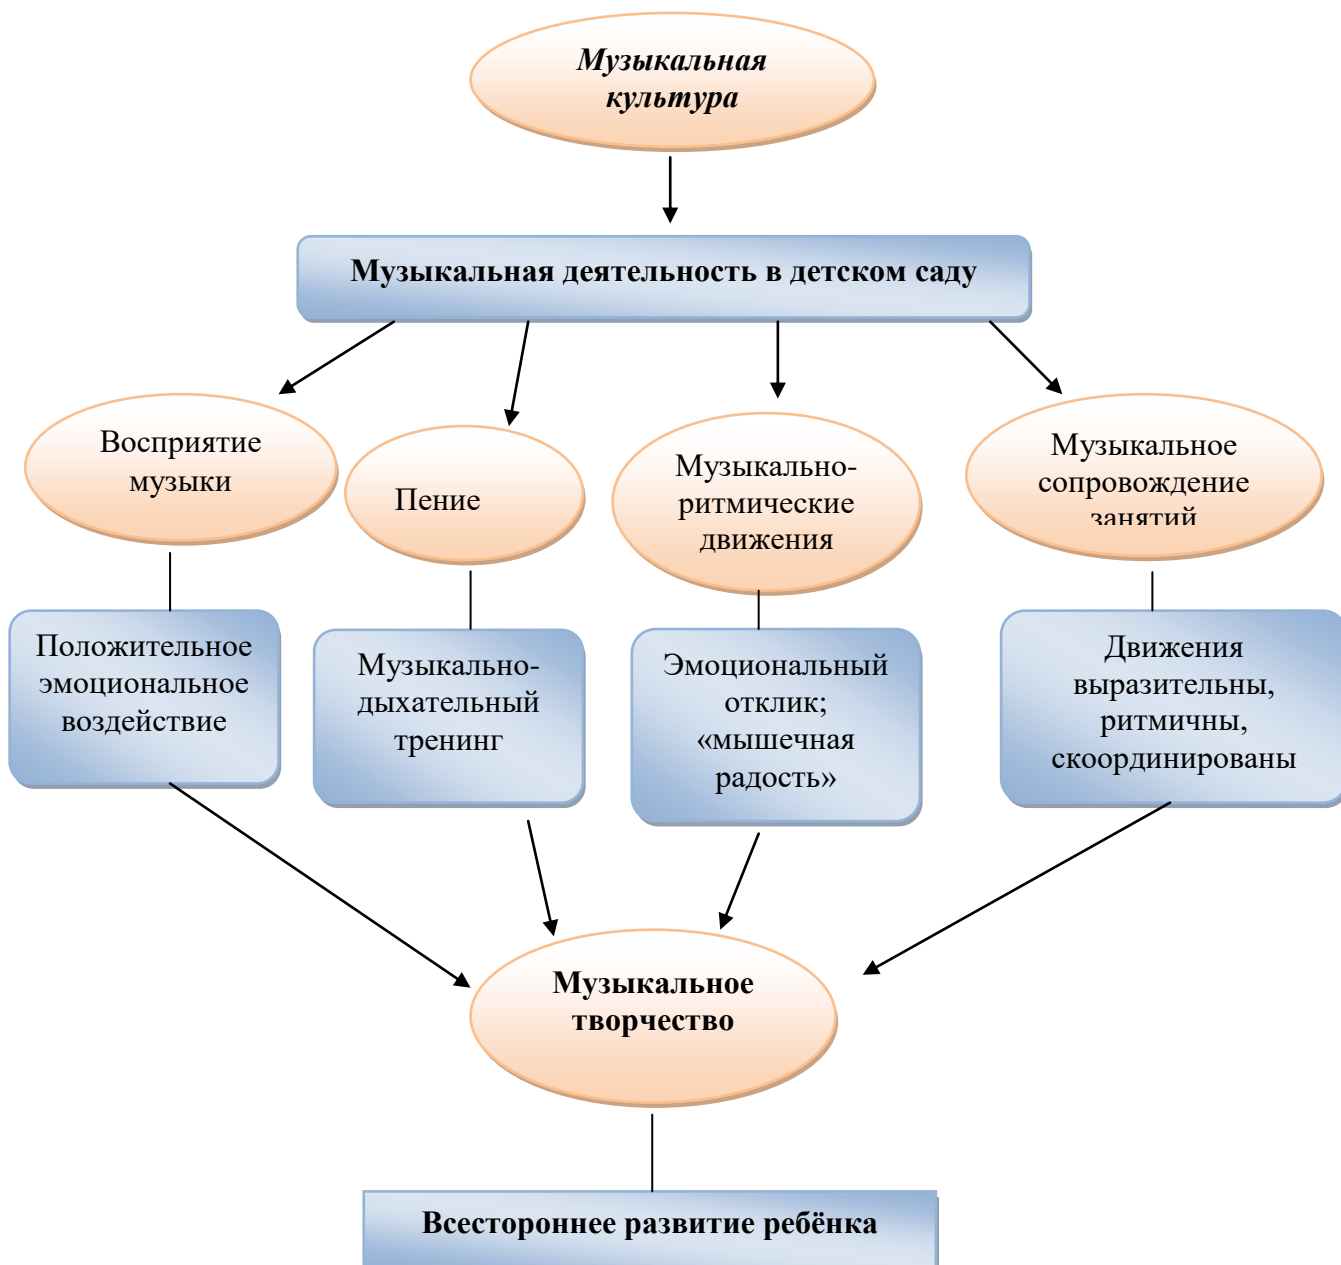 Музыкальная
культура
Музыкальная деятельность в детском саду
Восприятие
музыки
Пение
Музыкально-
ритмические
движения
Музыкальное
сопровождение
занятий
Положительное
эмоциональное
воздействие
Музыкально-
дыхательный
тренинг
Эмоциональный
отклик;
«мышечная
радость»
Движения
выразительны,
ритмичны,
скоординированы
Музыкальное
творчество
Всестороннее развитие ребёнка